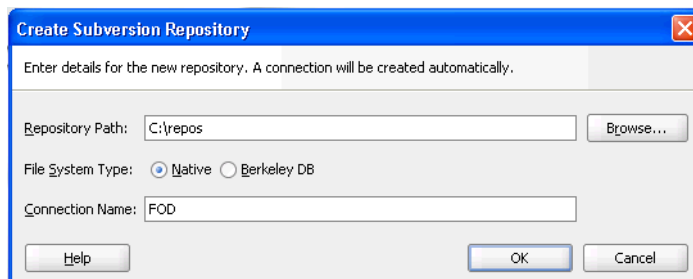 Create Subversion Repository
Enter details for the new repository. A connection will be created automatically.
Repository Path: C:\repos Browse...
File System Type: Native Berkeley DB
Connection Name: FOD
Help OK Cancel